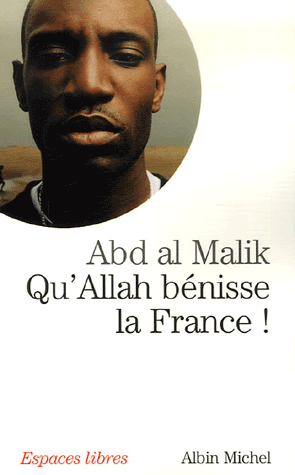 Abd al Malik
Qu'Allah bénisse
la France !
Espaces libres
Albin Michel